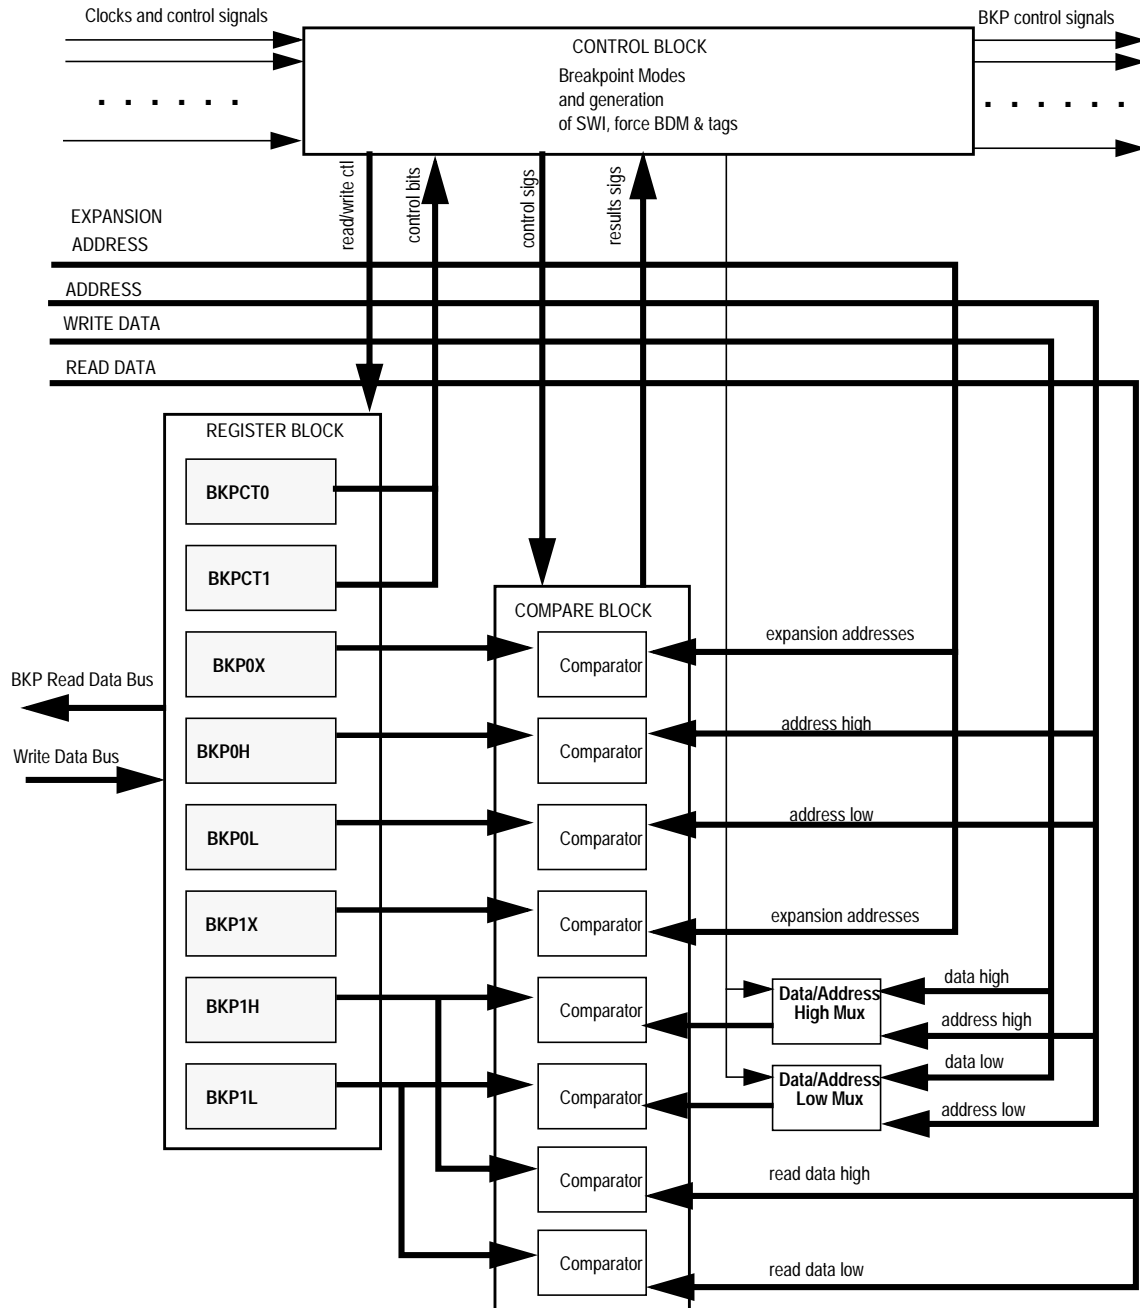 Clocks and control signals
BKP control signals
CONTROL BLOCK
Breakpoint Modes
and generation
of SWI, force BDM & tags
. . . . . .
. . . . . .
read/write ctl
control bits
control sigs
results sigs
EXPANSION
ADDRESS
ADDRESS
WRITE DATA
READ DATA
REGISTER BLOCK
BKPCT0
BKPCT1
COMPARE BLOCK
BKP0X
Comparator
expansion addresses
BKP Read Data Bus
BKP0H
Comparator
address high
Write Data Bus
BKP0L
Comparator
address low
BKP1X
Comparator
expansion addresses
BKP1H
Comparator
Data/Address
High Mux
data high
address high
BKP1L
Comparator
Data/Address
Low Mux
data low
address low
Comparator
read data high
Comparator
read data low